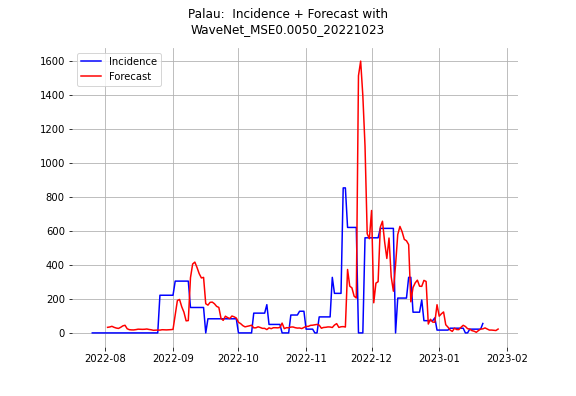 Palau:  Incidence + Forecast with
WaveNet_MSE0.0050_20221023
Incidence
Forecast
1600
1400
1200
1000
800
600
400
200
0
2022-08 2022-09 2022-10 2022-11 2022-12 2023-01 2023-02